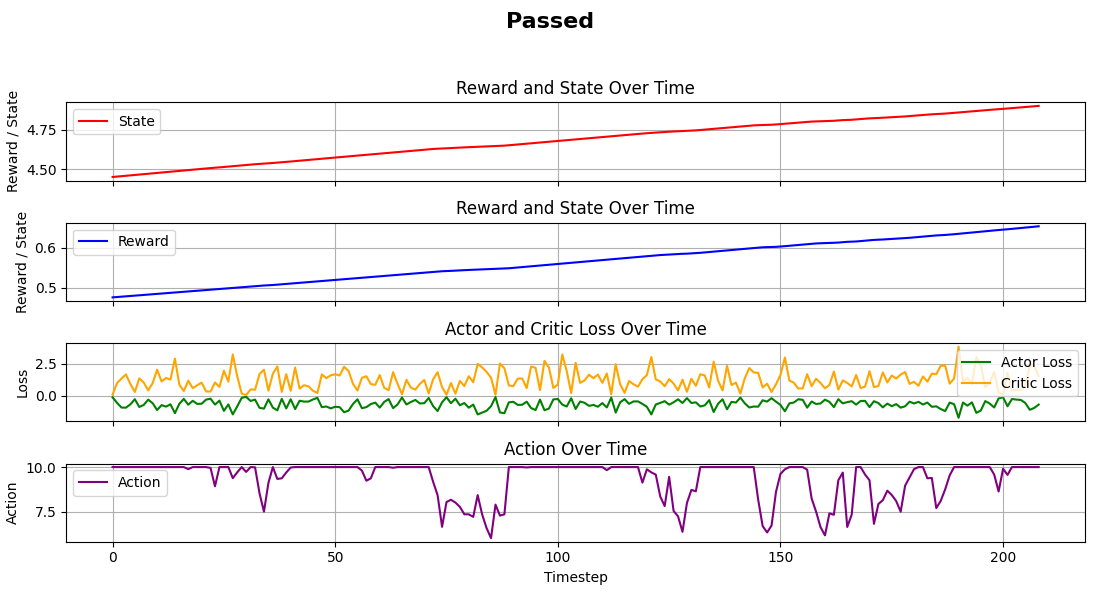 Passed
Reward and State Over Time
Reward / State
4.75
4.50
State
Reward and State Over Time
Reward / State
0.6
0.5
Reward
Actor and Critic Loss Over Time
Loss
2.5
0.0
Actor Loss
Critic Loss
Action Over Time
Action
10.0
7.5
Action
0 50 100 150 200
Timestep